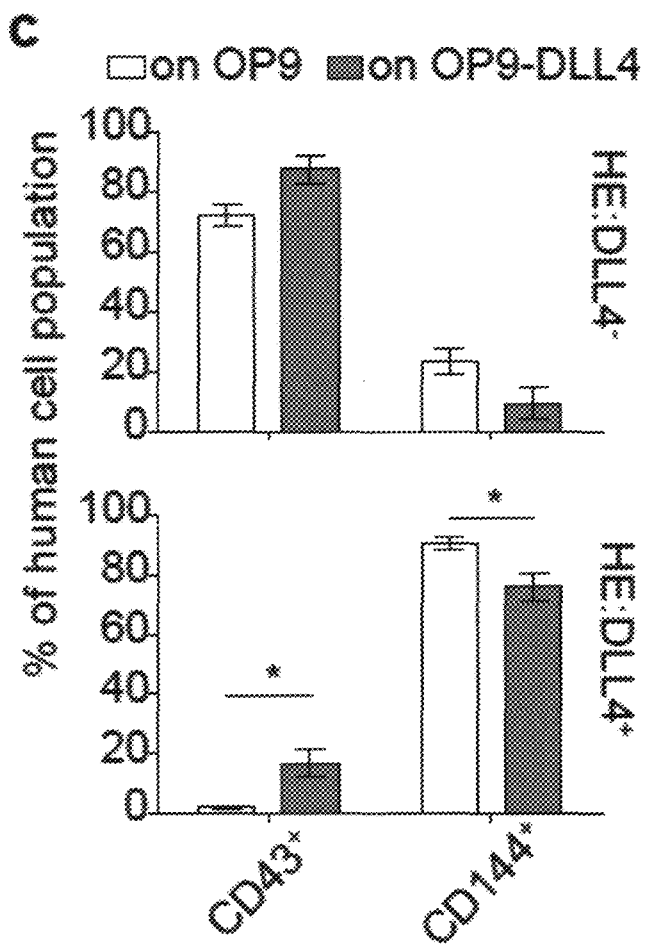 c
on OP9 on OP9-DLL4
% of human cell population
100
80
60
40
20
0
HE:DLL4-
100
80
60
40
20
0
*
*
HE:DLL4+
CD43+
CD144+